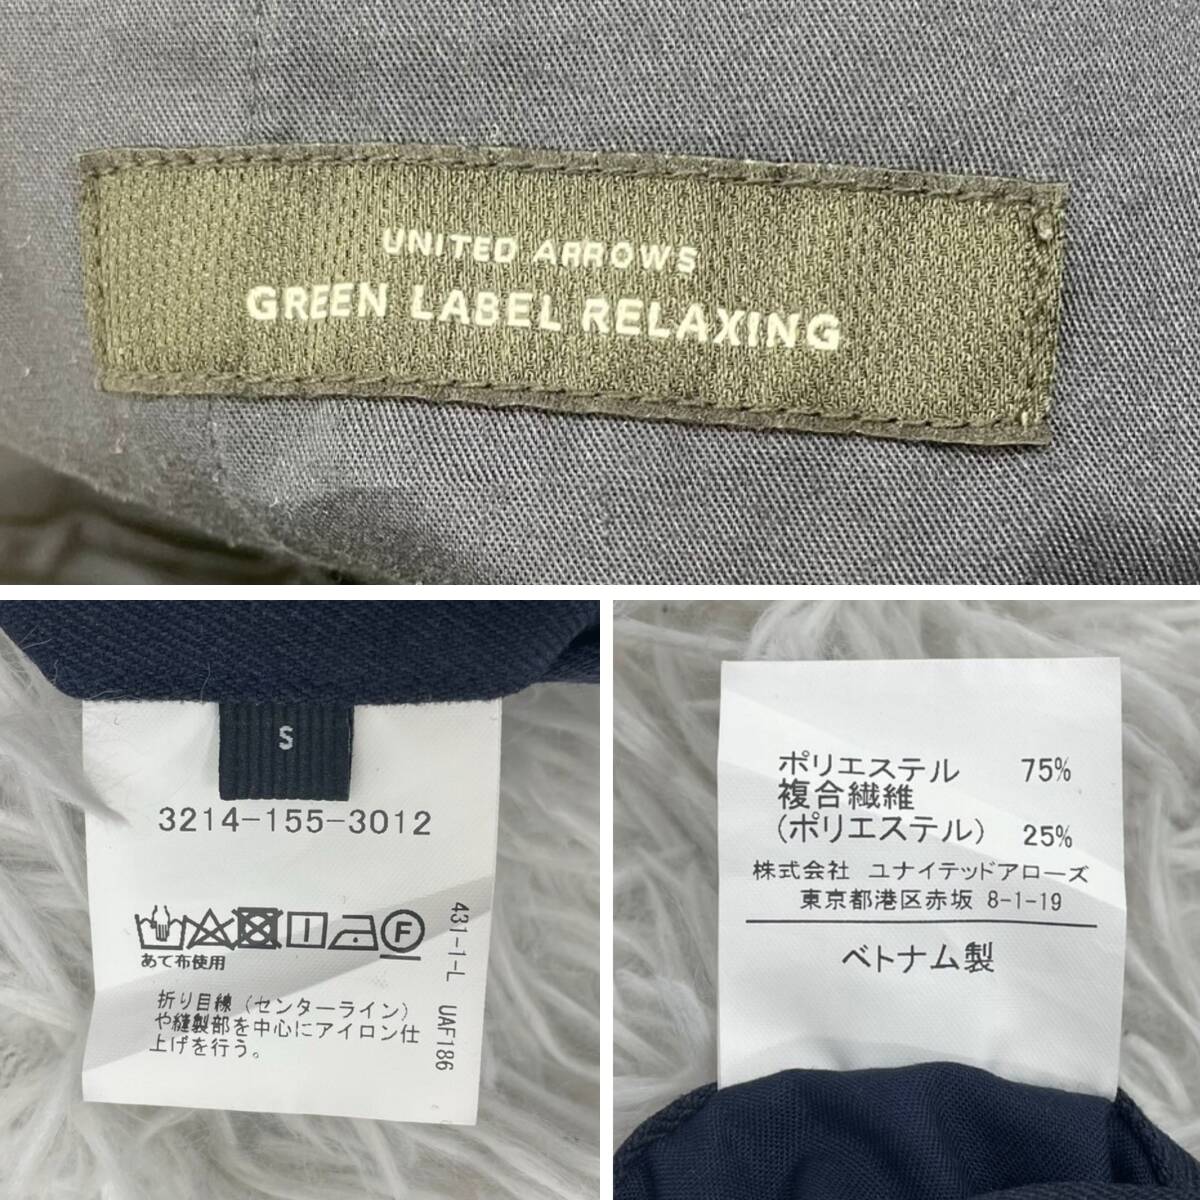 UNITED ARROWS
GREEN LABEL RELAXING
S
3214-155-3012
F
あて布使用
折り目線(センターライン)
や縫製部を中心にアイロン仕
上げを行う。
431-1-L UAF186
ポリエステル 75%
複合繊維
(ポリエステル) 25%
株式会社 ユナイテッドアローズ
東京都港区赤坂 8-1-19
ベトナム製